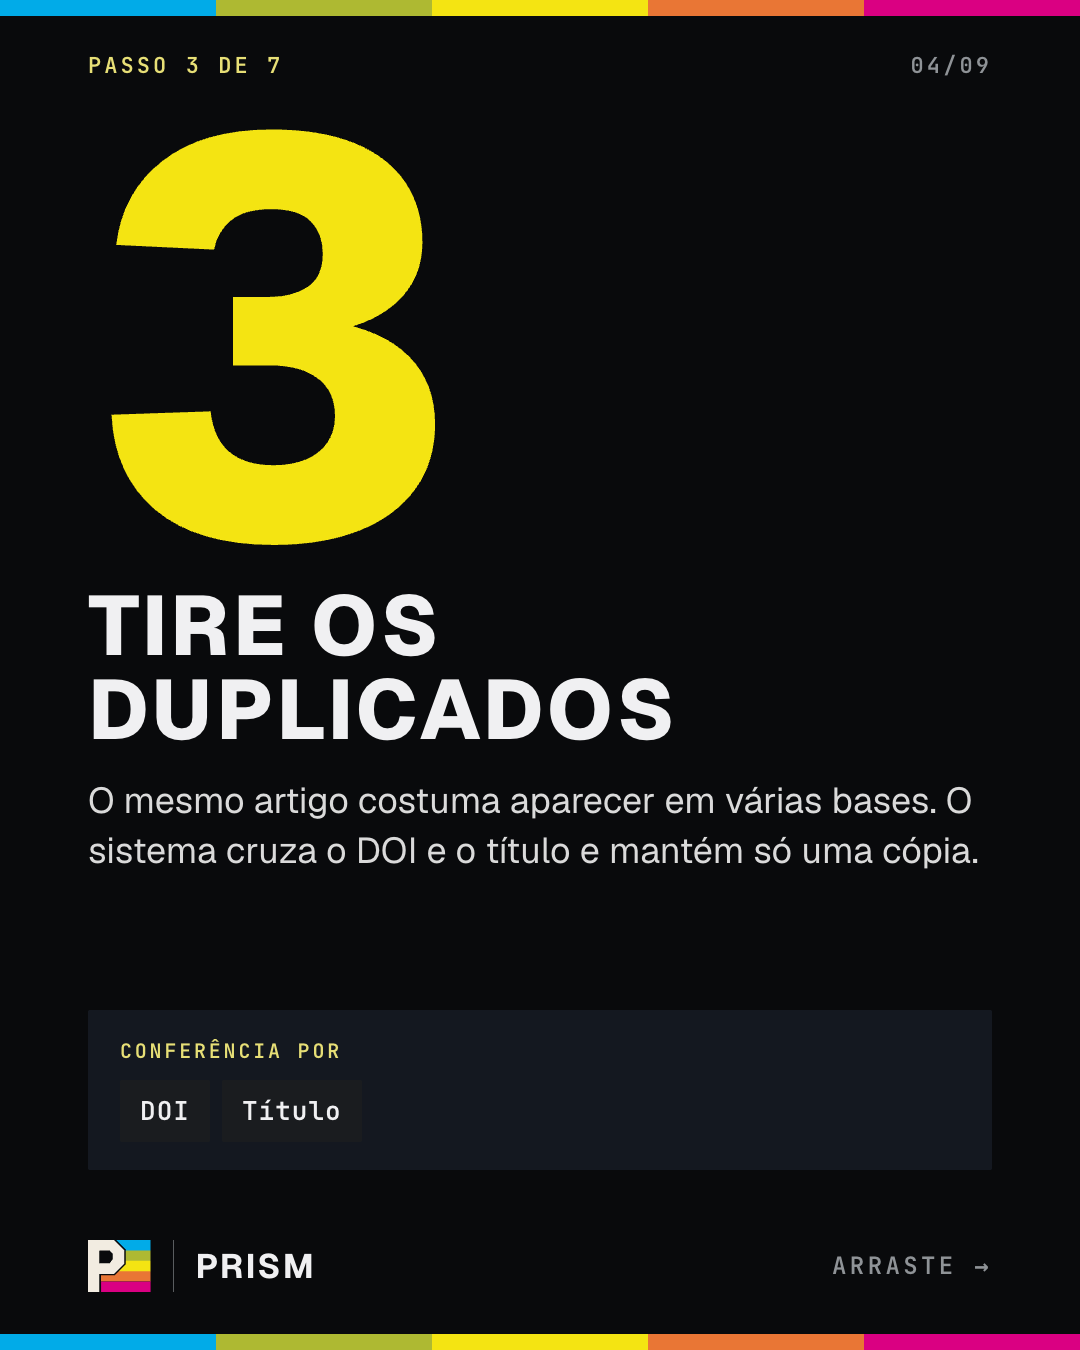 PASSO 3 DE 7
04/09
3
TIRE OS
DUPLICADOS
O mesmo artigo costuma aparecer em várias bases. O
sistema cruza o DOI e o título e mantém só uma cópia.
CONFERÊNCIA POR
DOI
Título
P
PRISM
ARRASTE →